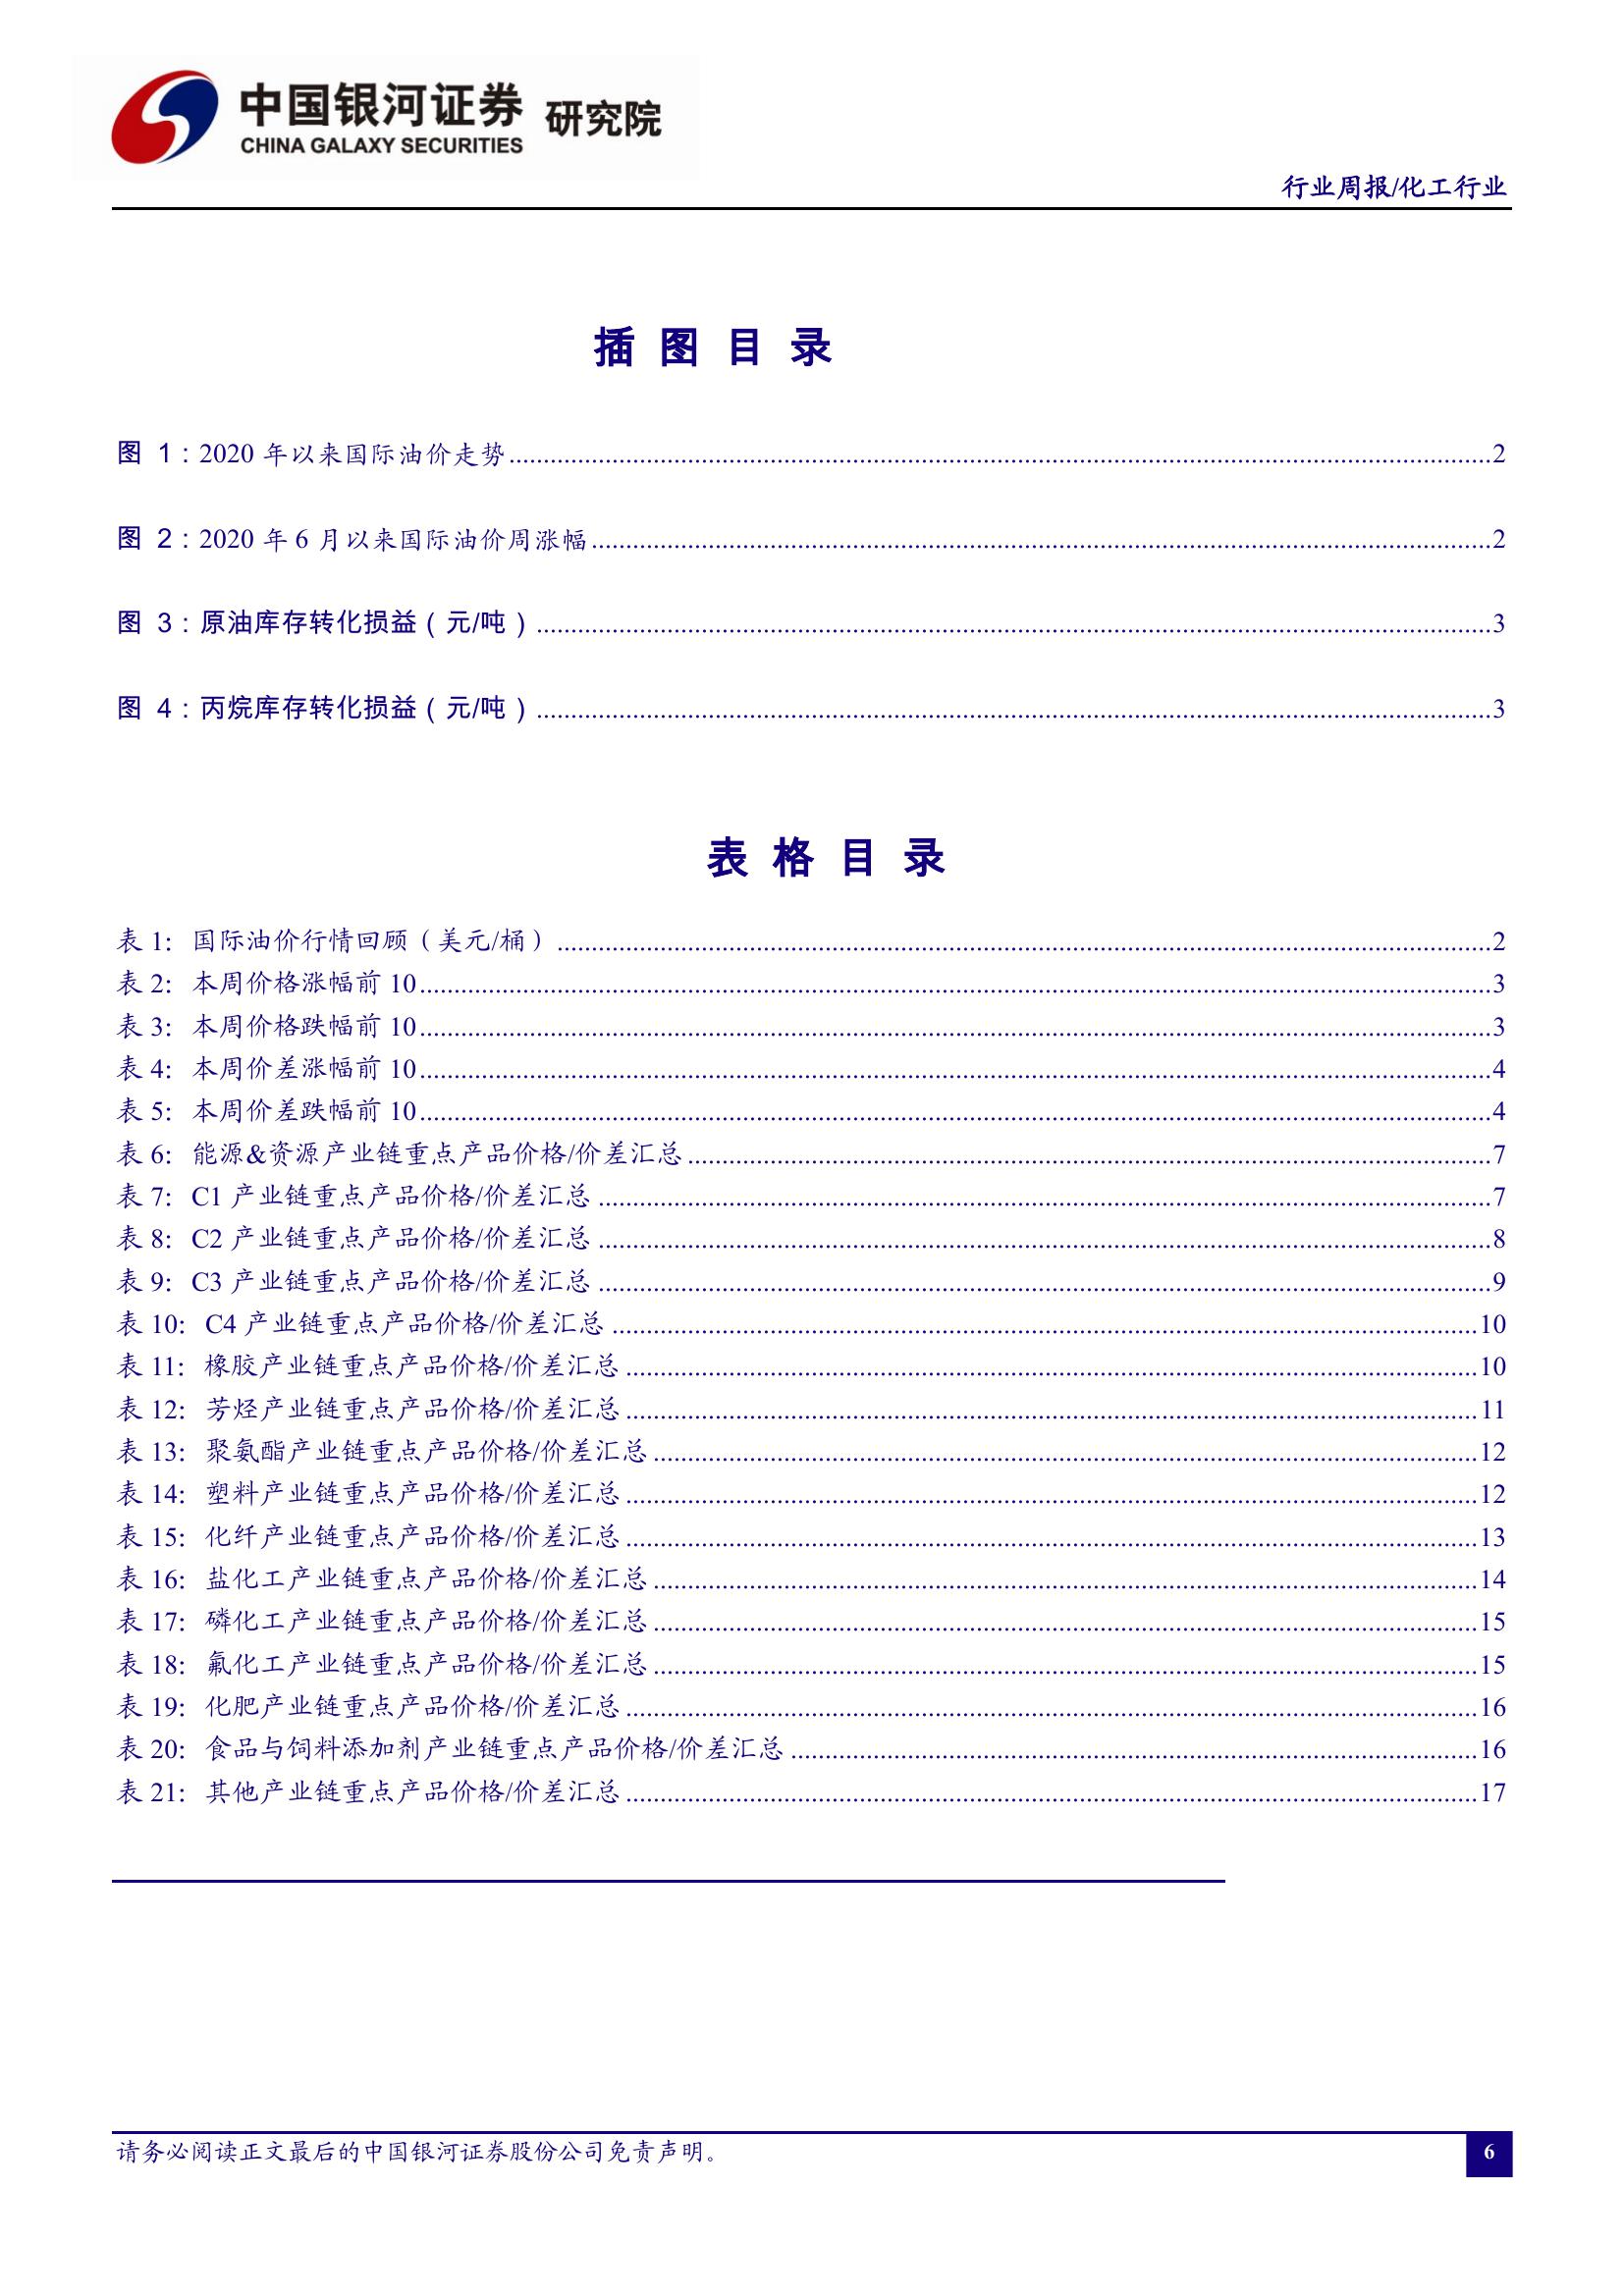 中国银河证券 研究院
CHINA GALAXY SECURITIES
行业周报/化工行业
插 图 目 录
图 1：2020 年以来国际油价走势......2
图 2：2020 年 6 月以来国际油价周涨幅......2
图 3：原油库存转化损益（元/吨）......3
图 4：丙烷库存转化损益（元/吨）......3
表 格 目 录
表 1: 国际油价行情回顾（美元/桶）......2
表 2: 本周价格涨幅前 10......3
表 3: 本周价格跌幅前 10......3
表 4: 本周价差涨幅前 10......4
表 5: 本周价差跌幅前 10......4
表 6: 能源&资源产业链重点产品价格/价差汇总......7
表 7: C1 产业链重点产品价格/价差汇总......7
表 8: C2 产业链重点产品价格/价差汇总......8
表 9: C3 产业链重点产品价格/价差汇总......9
表 10: C4 产业链重点产品价格/价差汇总......10
表 11: 橡胶产业链重点产品价格/价差汇总......10
表 12: 芳烃产业链重点产品价格/价差汇总......11
表 13: 聚氨酯产业链重点产品价格/价差汇总......12
表 14: 塑料产业链重点产品价格/价差汇总......12
表 15: 化纤产业链重点产品价格/价差汇总......13
表 16: 盐化工产业链重点产品价格/价差汇总......14
表 17: 磷化工产业链重点产品价格/价差汇总......15
表 18: 氟化工产业链重点产品价格/价差汇总......15
表 19: 化肥产业链重点产品价格/价差汇总......16
表 20: 食品与饲料添加剂产业链重点产品价格/价差汇总......16
表 21: 其他产业链重点产品价格/价差汇总......17
请务必阅读正文最后的中国银河证券股份公司免责声明。
6